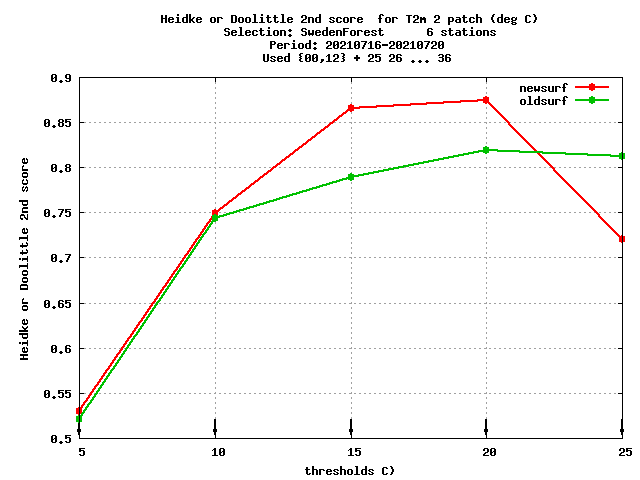 Heidke or Doolittle 2nd score  for T2m 2 patch (deg C)
Selection: SwedenForest      6 stations
Period: 20210716-20210720
Used {00,12} + 25 26 ... 36
newsurf
oldsurf
0.9
0.85
0.8
0.75
0.7
0.65
0.6
0.55
0.5
Heidke or Doolittle 2nd score
5 10 15 20 25
thresholds C)